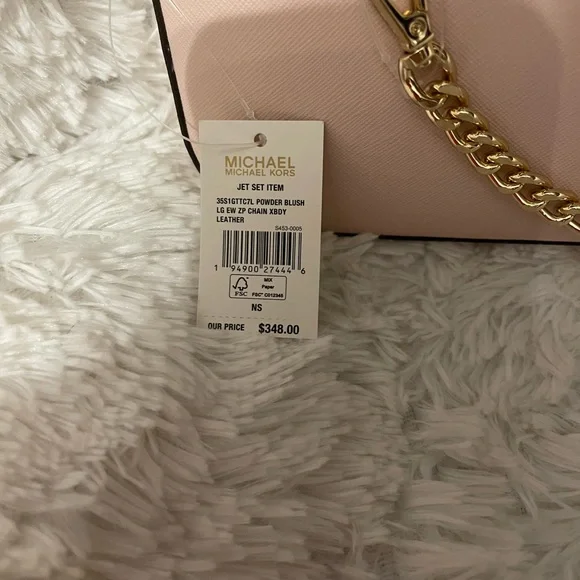 MICHAEL
MICHAEL KORS
JET SET ITEM
35S1GTTC7L POWDER BLUSH
LG EW ZP CHAIN XBDY
LEATHER
S453-0005
1 94900 27444 6
FSC
MIX
Paper
FSC® C012345
NS
OUR PRICE $348.00